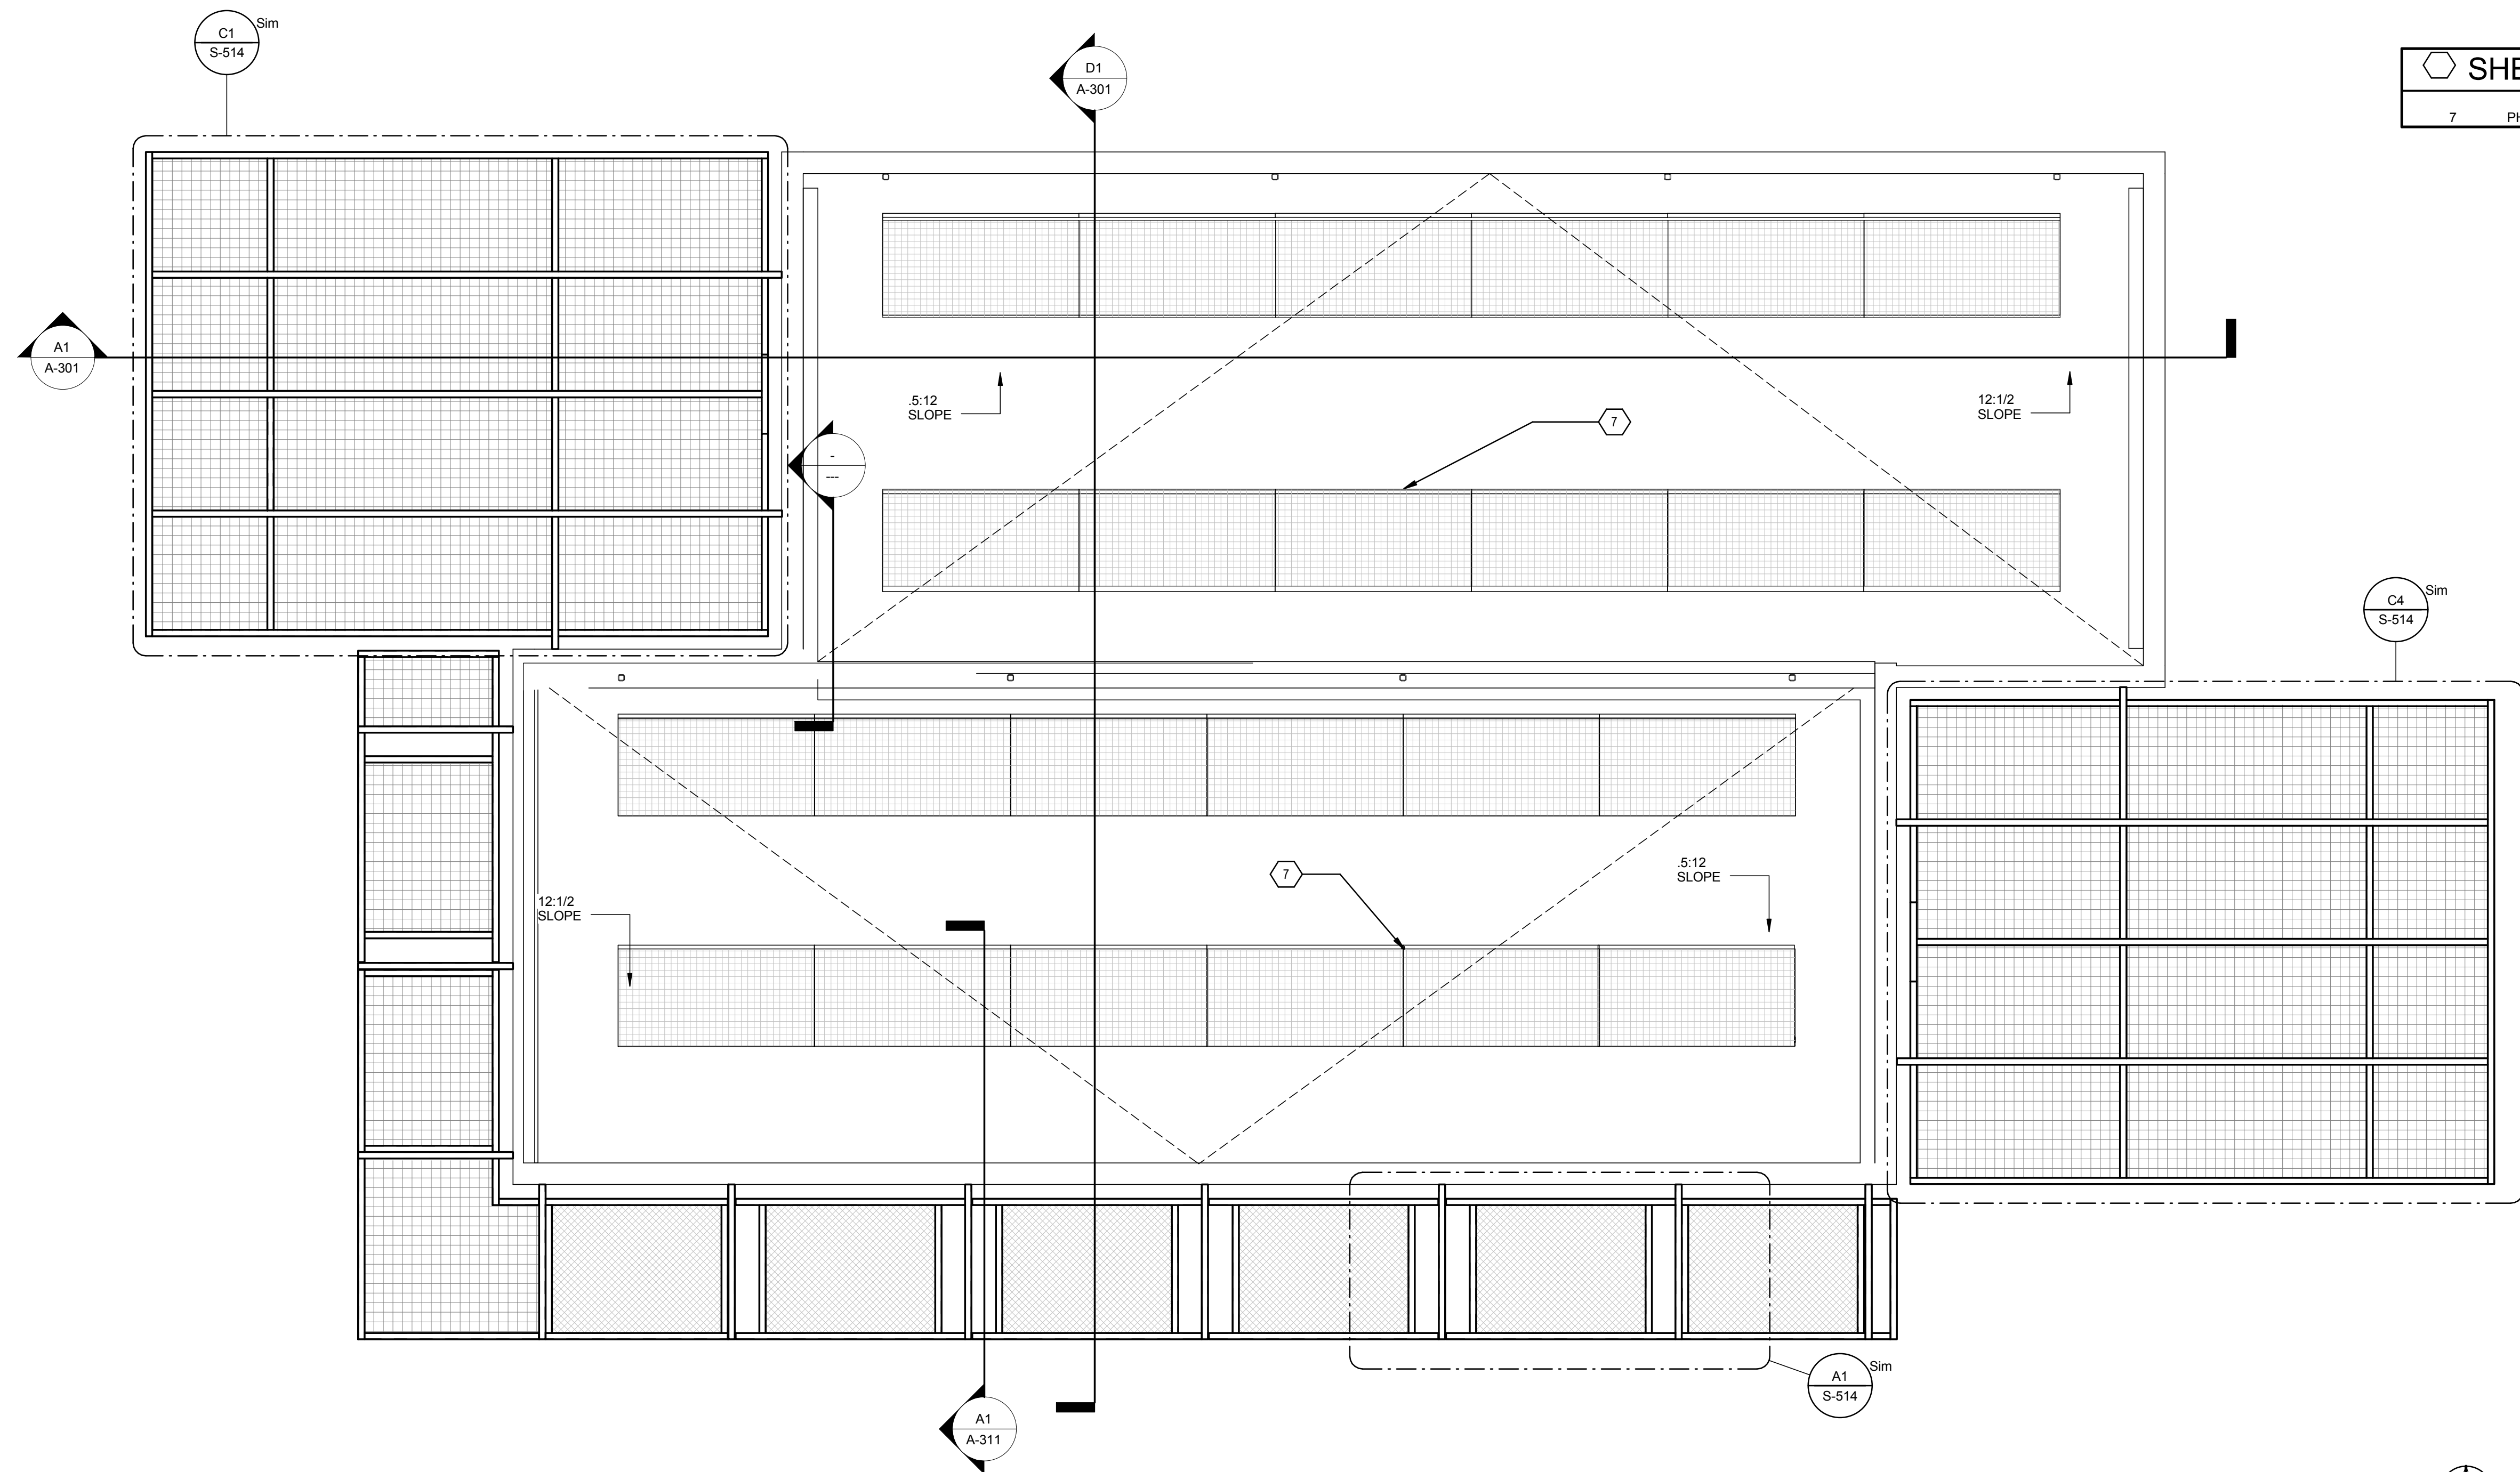 C1
S-514
Sim
D1
A-301
7
A1
A-301
.5:12
SLOPE
12:1/2
SLOPE
7
-
---
C4
S-514
Sim
.5:12
SLOPE
7
12:1/2
SLOPE
A1
S-514
Sim
A1
A-311